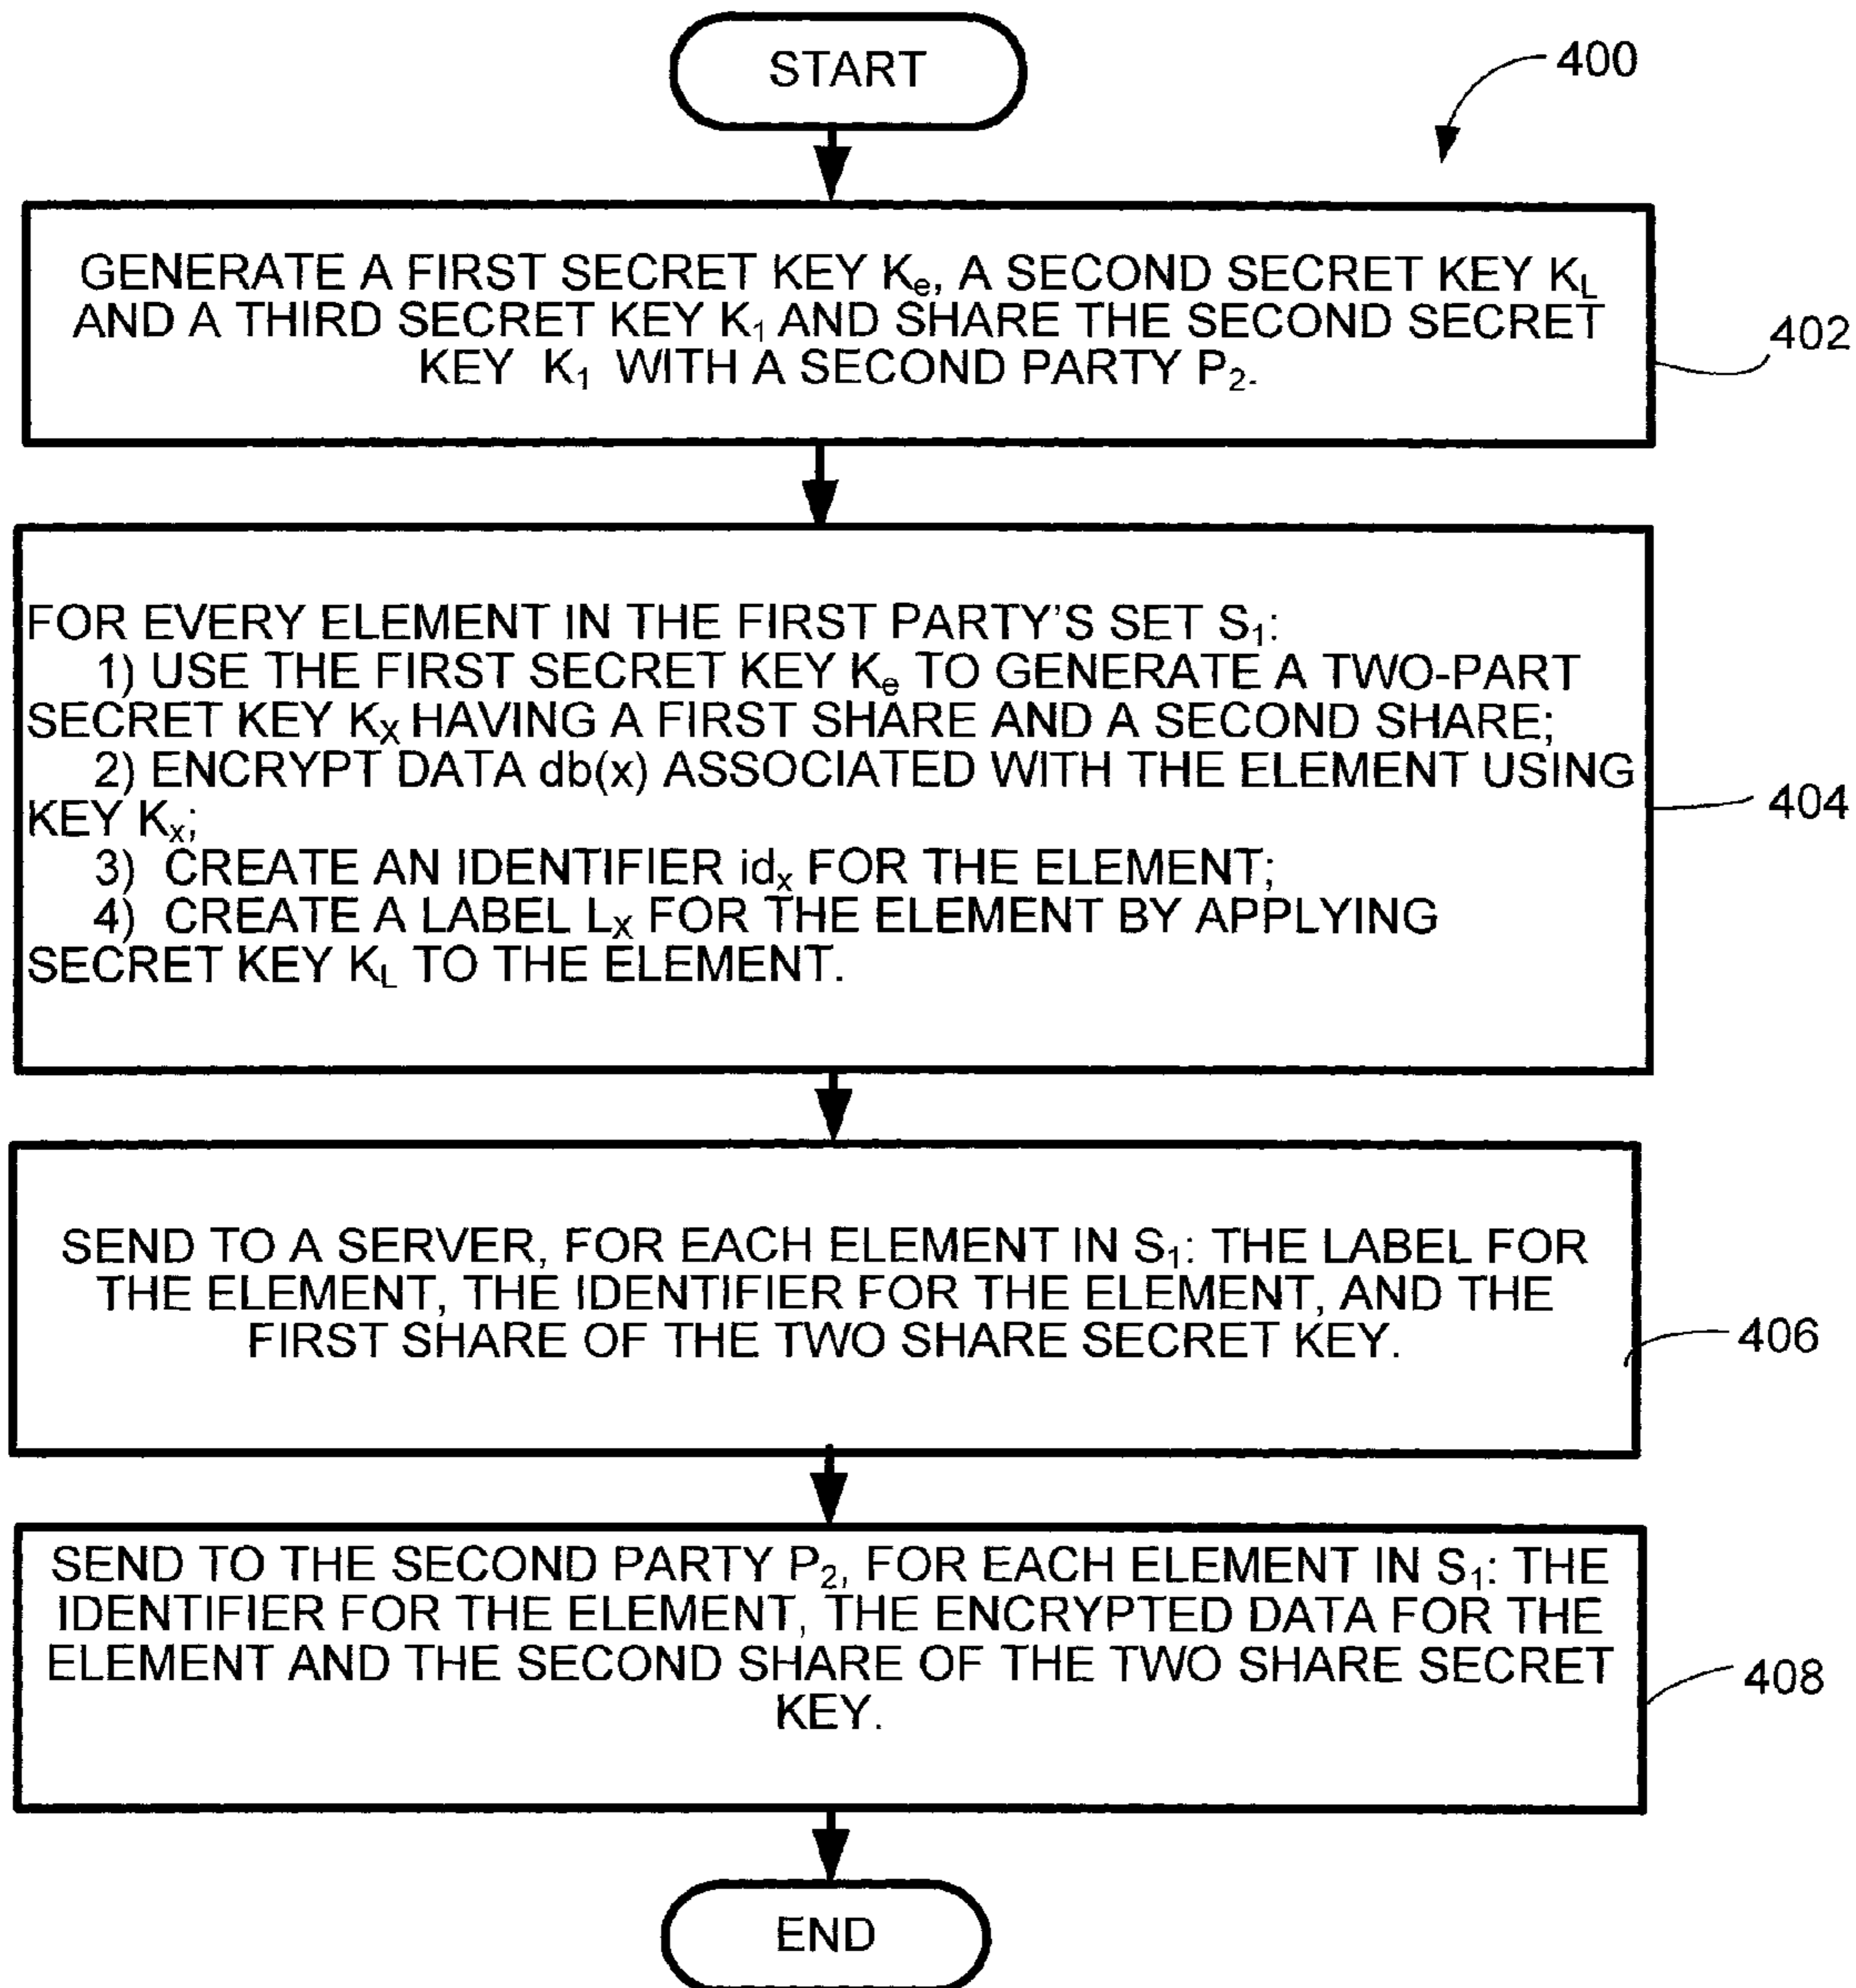 START
400
GENERATE A FIRST SECRET KEY Ke, A SECOND SECRET KEY KL
AND A THIRD SECRET KEY K1 AND SHARE THE SECOND SECRET
KEY K1 WITH A SECOND PARTY P2.
402
FOR EVERY ELEMENT IN THE FIRST PARTY'S SET S1:
1) USE THE FIRST SECRET KEY Ke TO GENERATE A TWO-PART
SECRET KEY KX HAVING A FIRST SHARE AND A SECOND SHARE;
2) ENCRYPT DATA db(x) ASSOCIATED WITH THE ELEMENT USING
KEY Kx;
3) CREATE AN IDENTIFIER idx FOR THE ELEMENT;
4) CREATE A LABEL LX FOR THE ELEMENT BY APPLYING
SECRET KEY KL TO THE ELEMENT.
404
SEND TO A SERVER, FOR EACH ELEMENT IN S1: THE LABEL FOR
THE ELEMENT, THE IDENTIFIER FOR THE ELEMENT, AND THE
FIRST SHARE OF THE TWO SHARE SECRET KEY.
406
SEND TO THE SECOND PARTY P2, FOR EACH ELEMENT IN S1: THE
IDENTIFIER FOR THE ELEMENT, THE ENCRYPTED DATA FOR THE
ELEMENT AND THE SECOND SHARE OF THE TWO SHARE SECRET
KEY.
408
END